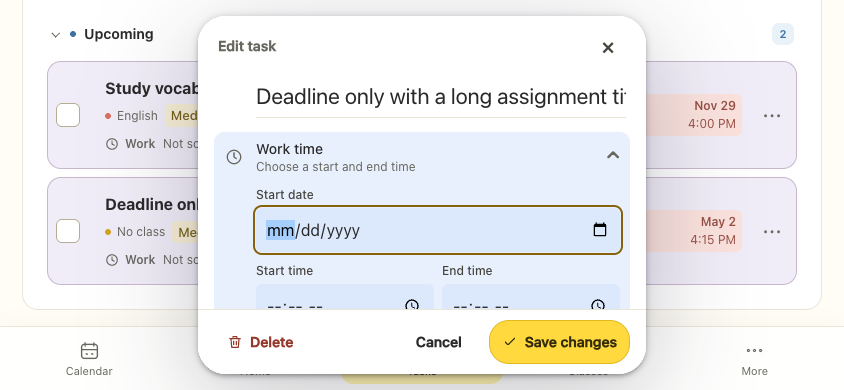 Upcoming
2
Edit task
Deadline only with a long assignment tit
Study vocab
English
Med
Work Not sc
Nov 29
4:00 PM
Work time
Choose a start and end time
Start date
mm/dd/yyyy
Deadline onl
No class
Me
Work Not sc
May 2
4:15 PM
Start time
End time
--:-- --
--:-- --
Delete
Cancel
Save changes
Calendar
More